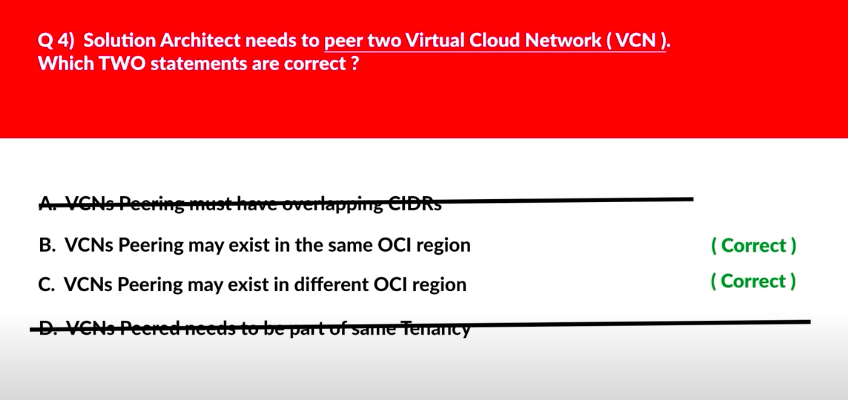 Q 4) Solution Architect needs to peer two Virtual Cloud Network ( VCN ).
Which TWO statements are correct ?
A. VCNs Peering must have overlapping CIDRs
B. VCNs Peering may exist in the same OCI region ( Correct )
C. VCNs Peering may exist in different OCI region ( Correct )
D. VCNs Peered needs to be part of same Tenancy